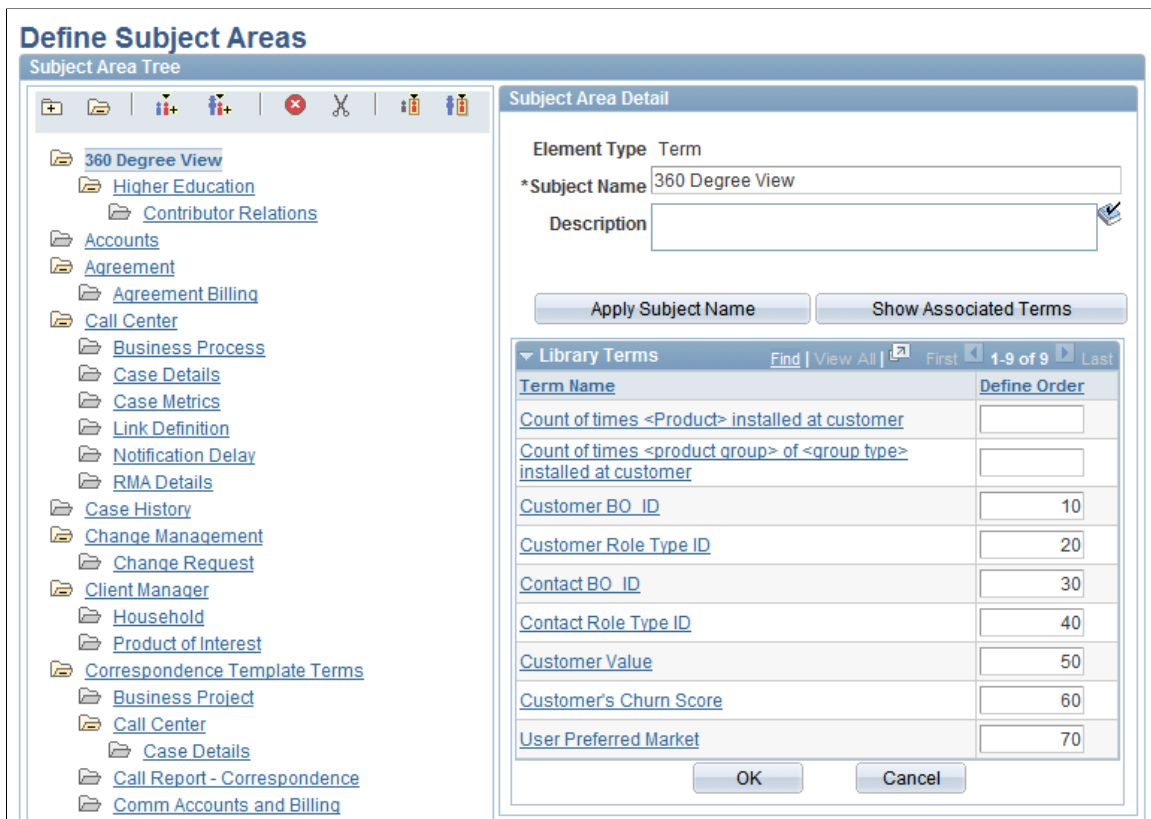 Define Subject Areas
Subject Area Tree
360 Degree View
Higher Education
Contributor Relations
Accounts
Agreement
Agreement Billing
Call Center
Business Process
Case Details
Case Metrics
Link Definition
Notification Delay
RMA Details
Case History
Change Management
Change Request
Client Manager
Household
Product of Interest
Correspondence Template Terms
Business Project
Call Center
Case Details
Call Report - Correspondence
Comm Accounts and Billing
Subject Area Detail
Element Type Term
*Subject Name 360 Degree View
Description
Apply Subject Name Show Associated Terms
Library Terms Find | View All | First 1-9 of 9 Last
Term Name Define Order
Count of times <Product> installed at customer
Count of times <product group> of <group type>
installed at customer
Customer BO_ID 10
Customer Role Type ID 20
Contact BO_ID 30
Contact Role Type ID 40
Customer Value 50
Customer's Churn Score 60
User Preferred Market 70
OK Cancel